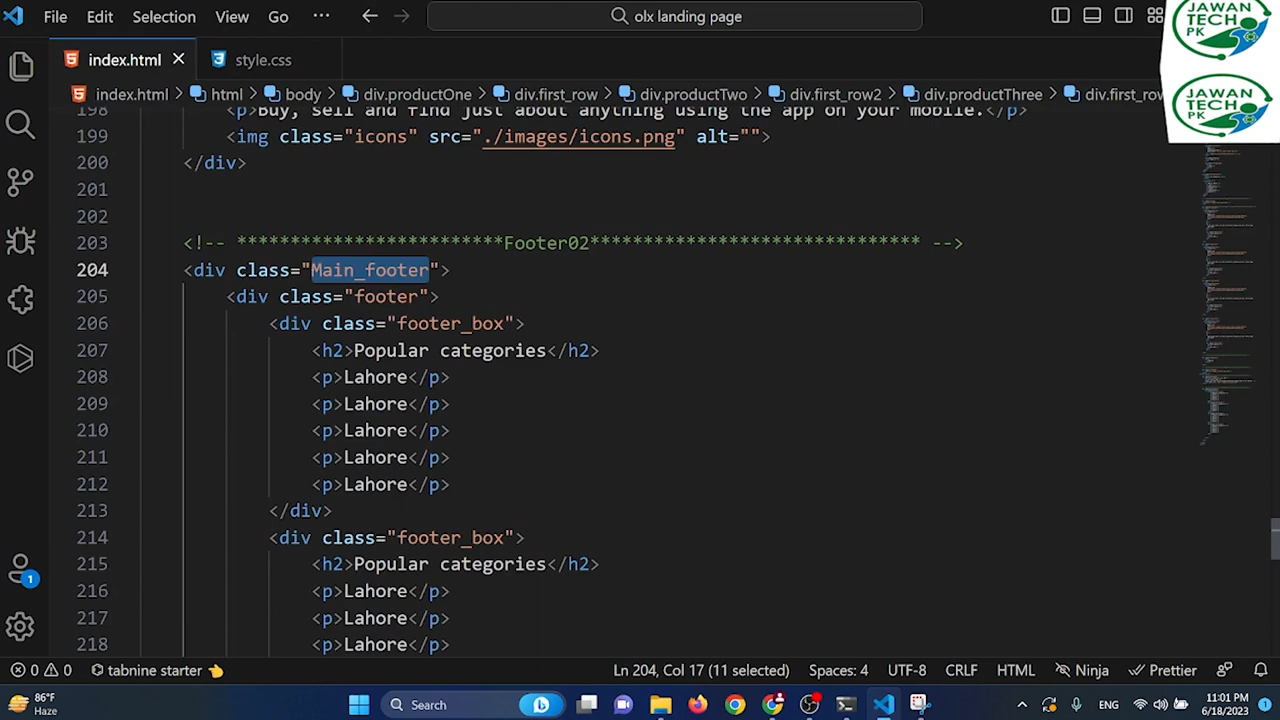 File Edit Selection View Go ··· olx landing page
JAWAN
TECH
PK
index.html style.css
index.html > html > body > div.productOne > div.first_row > div.productTwo > div.first_row2 > div.productThree > div.first_rov
JAWAN
TECH
PK
198 <p>Buy, sell and find just about anything using the app on your mobile.</p>
199 <img class="icons" src="./images/icons.png" alt="">
200 </div>
201
202
203 <!-- *************************Footer02 ****************************
204 <div class="Main_footer">
205 <div class="footer">
206 <div class="footer_box">
207 <h2>Popular categories</h2>
208 <p>Lahore</p>
209 <p>Lahore</p>
210 <p>Lahore</p>
211 <p>Lahore</p>
212 <p>Lahore</p>
213 </div>
214 <div class="footer_box">
215 <h2>Popular categories</h2>
216 <p>Lahore</p>
217 <p>Lahore</p>
218 <p>Lahore</p>
0 0 tabnine starter Ln 204, Col 17 (11 selected) Spaces: 4 UTF-8 CRLF HTML Ninja Prettier
86°F
Haze
Search
ENG
11:01 PM
6/18/2023